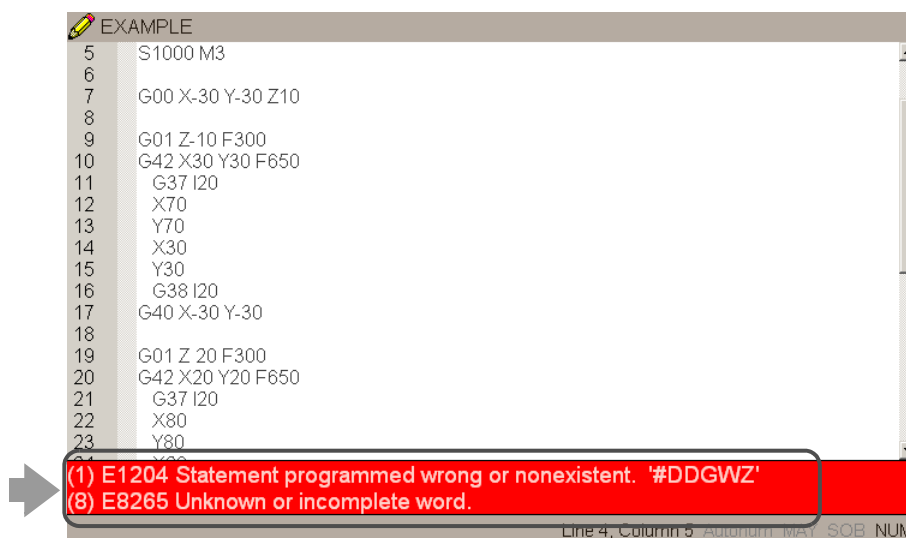 EXAMPLE
5 S1000 M3
6
7 G00 X-30 Y-30 Z10
8
9 G01 Z-10 F300
10 G42 X30 Y30 F650
11 G37 I20
12 X70
13 Y70
14 X30
15 Y30
16 G38 I20
17 G40 X-30 Y-30
18
19 G01 Z 20 F300
20 G42 X20 Y20 F650
21 G37 I20
22 X80
23 Y80
(1) E1204 Statement programmed wrong or nonexistent. '#DDGWZ'
(8) E8265 Unknown or incomplete word.
Line 4, Column 5 Autonum MAY SOB NUM